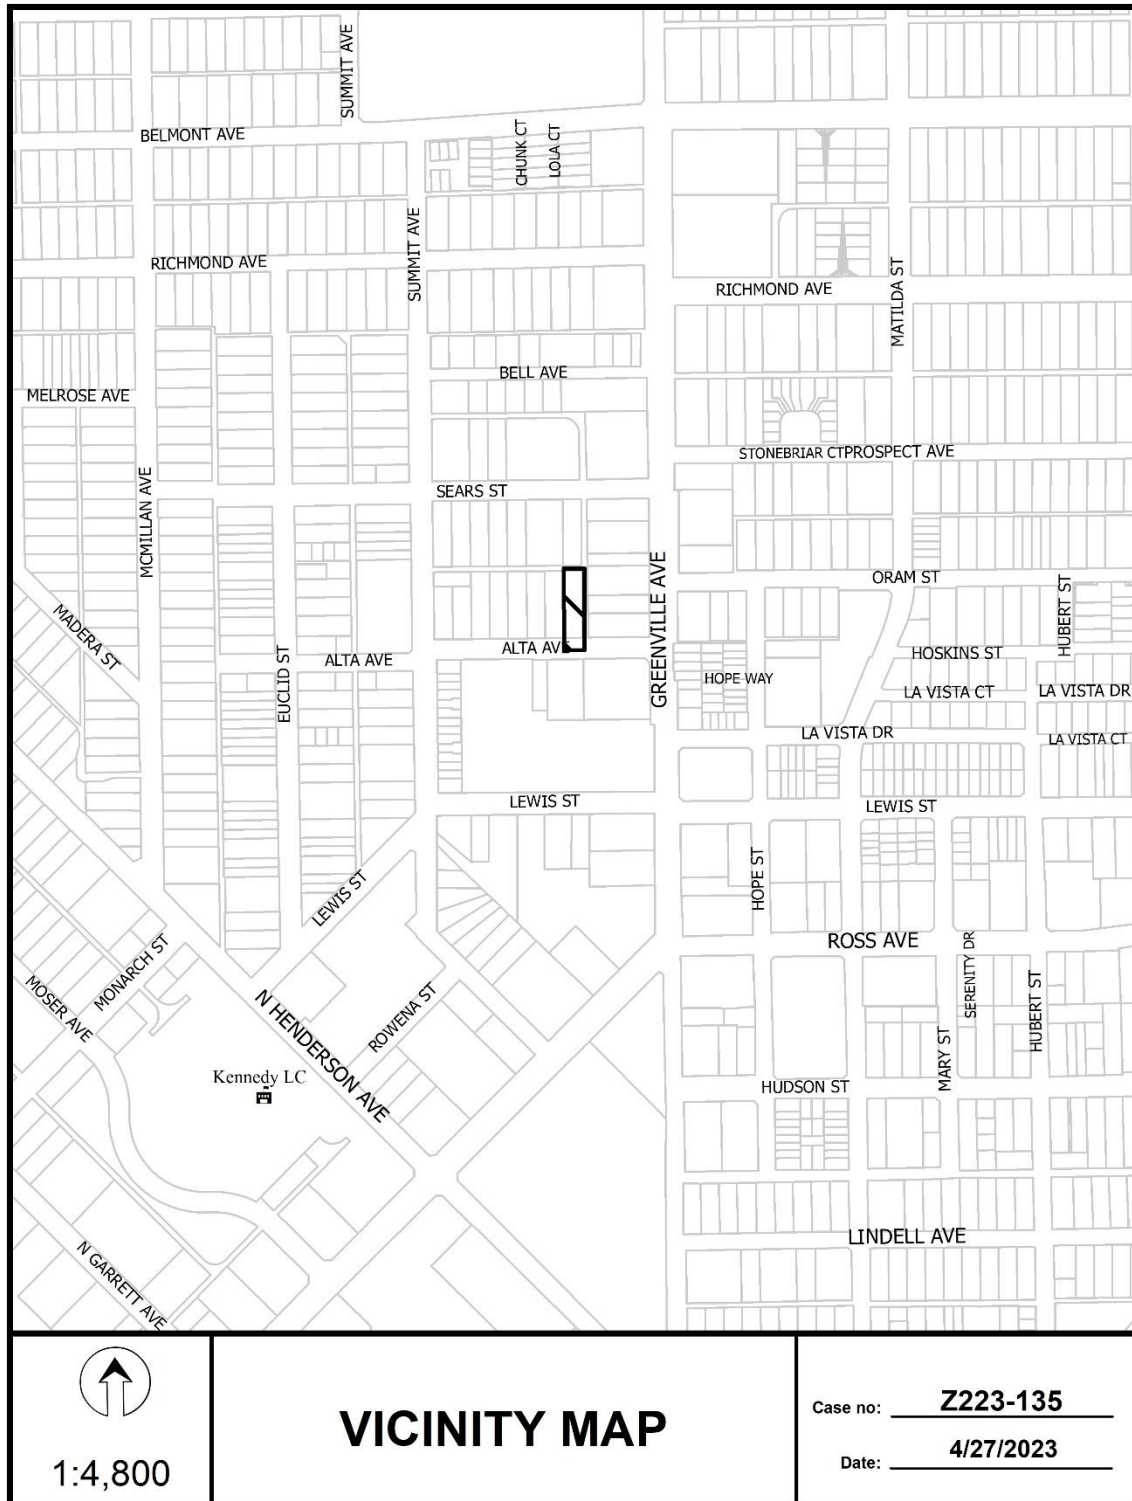 SUMMIT AVE
BELMONT AVE
CHUNK CT
LOLA CT
SUMMIT AVE
RICHMOND AVE
RICHMOND AVE
MATILDA ST
BELL AVE
MELROSE AVE
STONEBRIAR CTPROSPECT AVE
MCMILLAN AVE
SEARS ST
GREENVILLE AVE
ORAM ST
HUBERT ST
MADERA ST
EUCLID ST
ALTA AVE
ALTA AVE
HOSKINS ST
HOPE WAY
LA VISTA CT
LA VISTA DR
LA VISTA DR
LA VISTA CT
LEWIS ST
LEWIS ST
HOPE ST
LEWIS ST
ROSS AVE
MONARCH ST
SERENITY DR
MOSER AVE
N HENDERSON AVE
ROWENA ST
HUBERT ST
MARY ST
Kennedy LC
HUDSON ST
N GARRETT AVE
LINDELL AVE
1:4,800
VICINITY MAP
Case no: Z223-135
Date: 4/27/2023